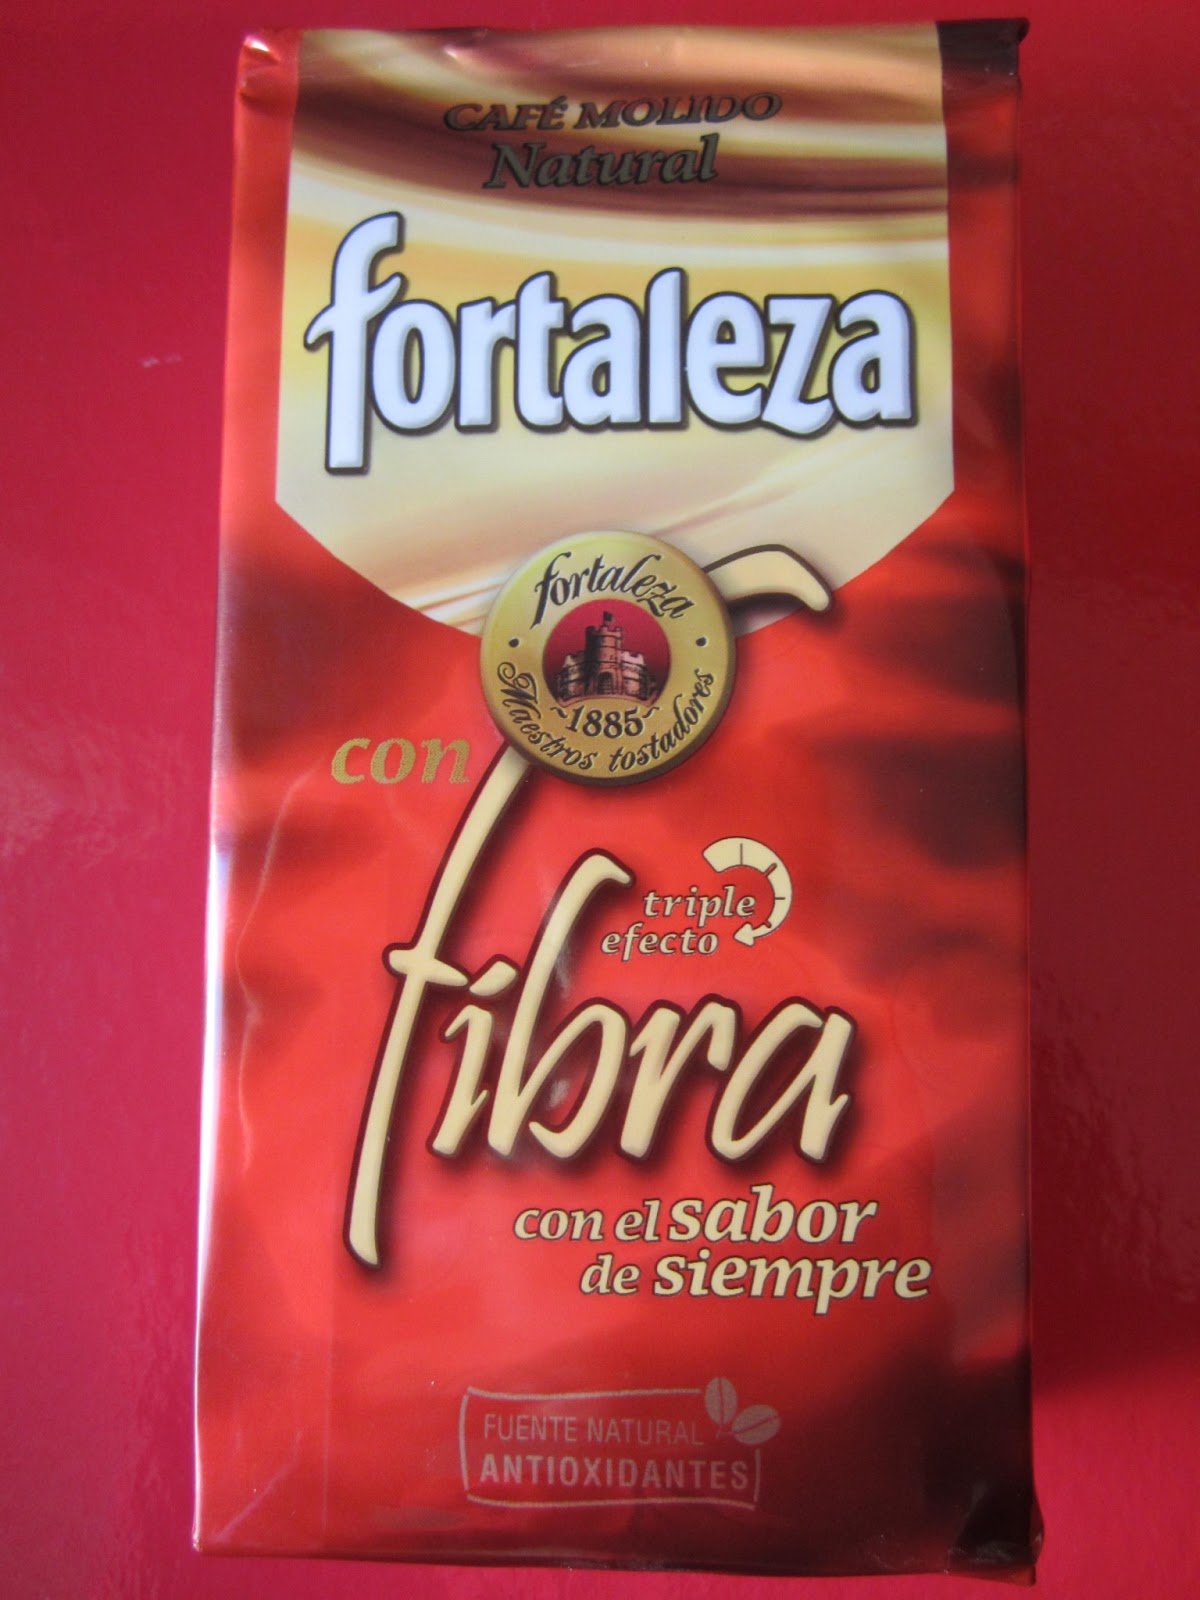 CAFÉ MOLIDO
Natural
fortaleza
fortaleza
1885
Maestros tostadores
con
fibra
triple
efecto
con el sabor
de siempre
FUENTE NATURAL
ANTIOXIDANTES